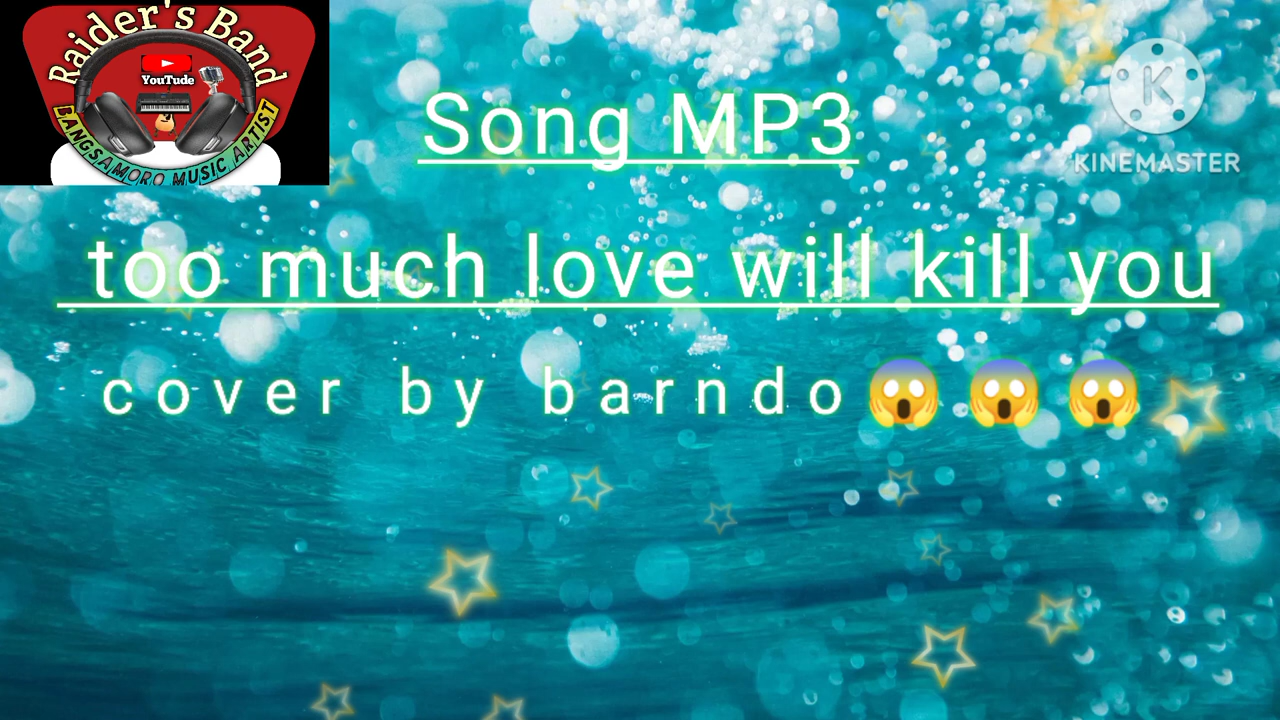 Raider's Band
YouTude
BANGSAMORO MUSIC ARTIST
Song MP3
K
KINEMASTER
too much love will kill you
cover by barndo😱 😱 😱